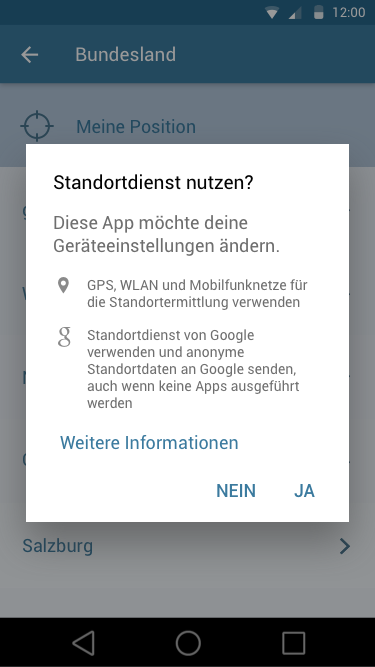 12:00
Bundesland
Meine Position
Standortdienst nutzen?
Diese App möchte deine
Geräteeinstellungen ändern.
GPS, WLAN und Mobilfunknetze für
die Standortermittlung verwenden
Standortdienst von Google
verwenden und anonyme
Standortdaten an Google senden,
auch wenn keine Apps ausgeführt
werden
Weitere Informationen
NEIN JA
Salzburg